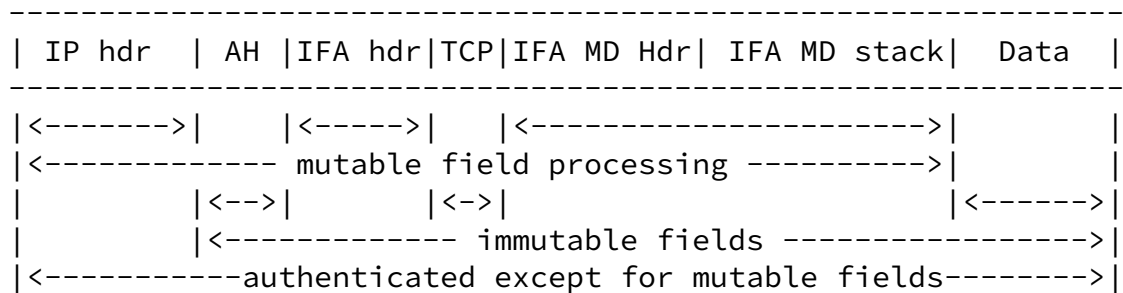 --------------------------------------------------------------
| IP hdr  | AH |IFA hdr|TCP|IFA MD Hdr| IFA MD stack|  Data  |
--------------------------------------------------------------
|<------->|    |<----->|   |<---------------------->|        |
|<------------- mutable field processing ---------->|        |
|         |<-->|       |<->|                        |<------>|
|         |<------------- immutable fields ----------------->|
|<-----------authenticated except for mutable fields-------->|